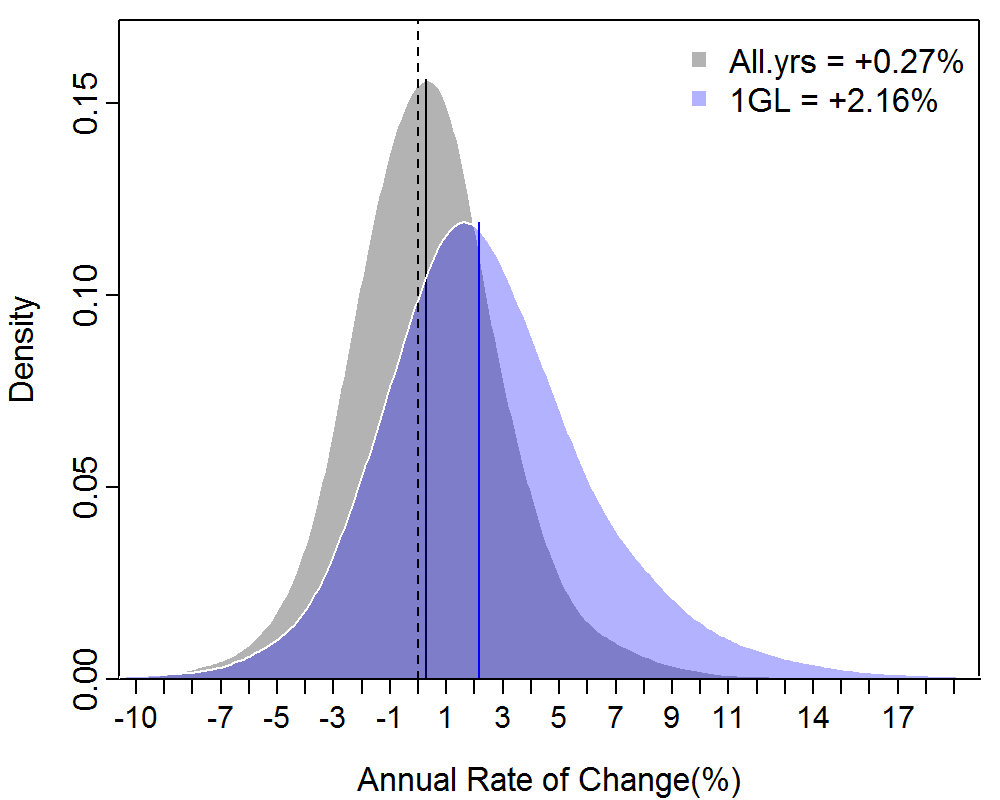 All.yrs = +0.27%
1GL = +2.16%
Density
0.15
0.10
0.05
0.00
-10 -7 -5 -3 -1 1 3 5 7 9 11 14 17
Annual Rate of Change(%)